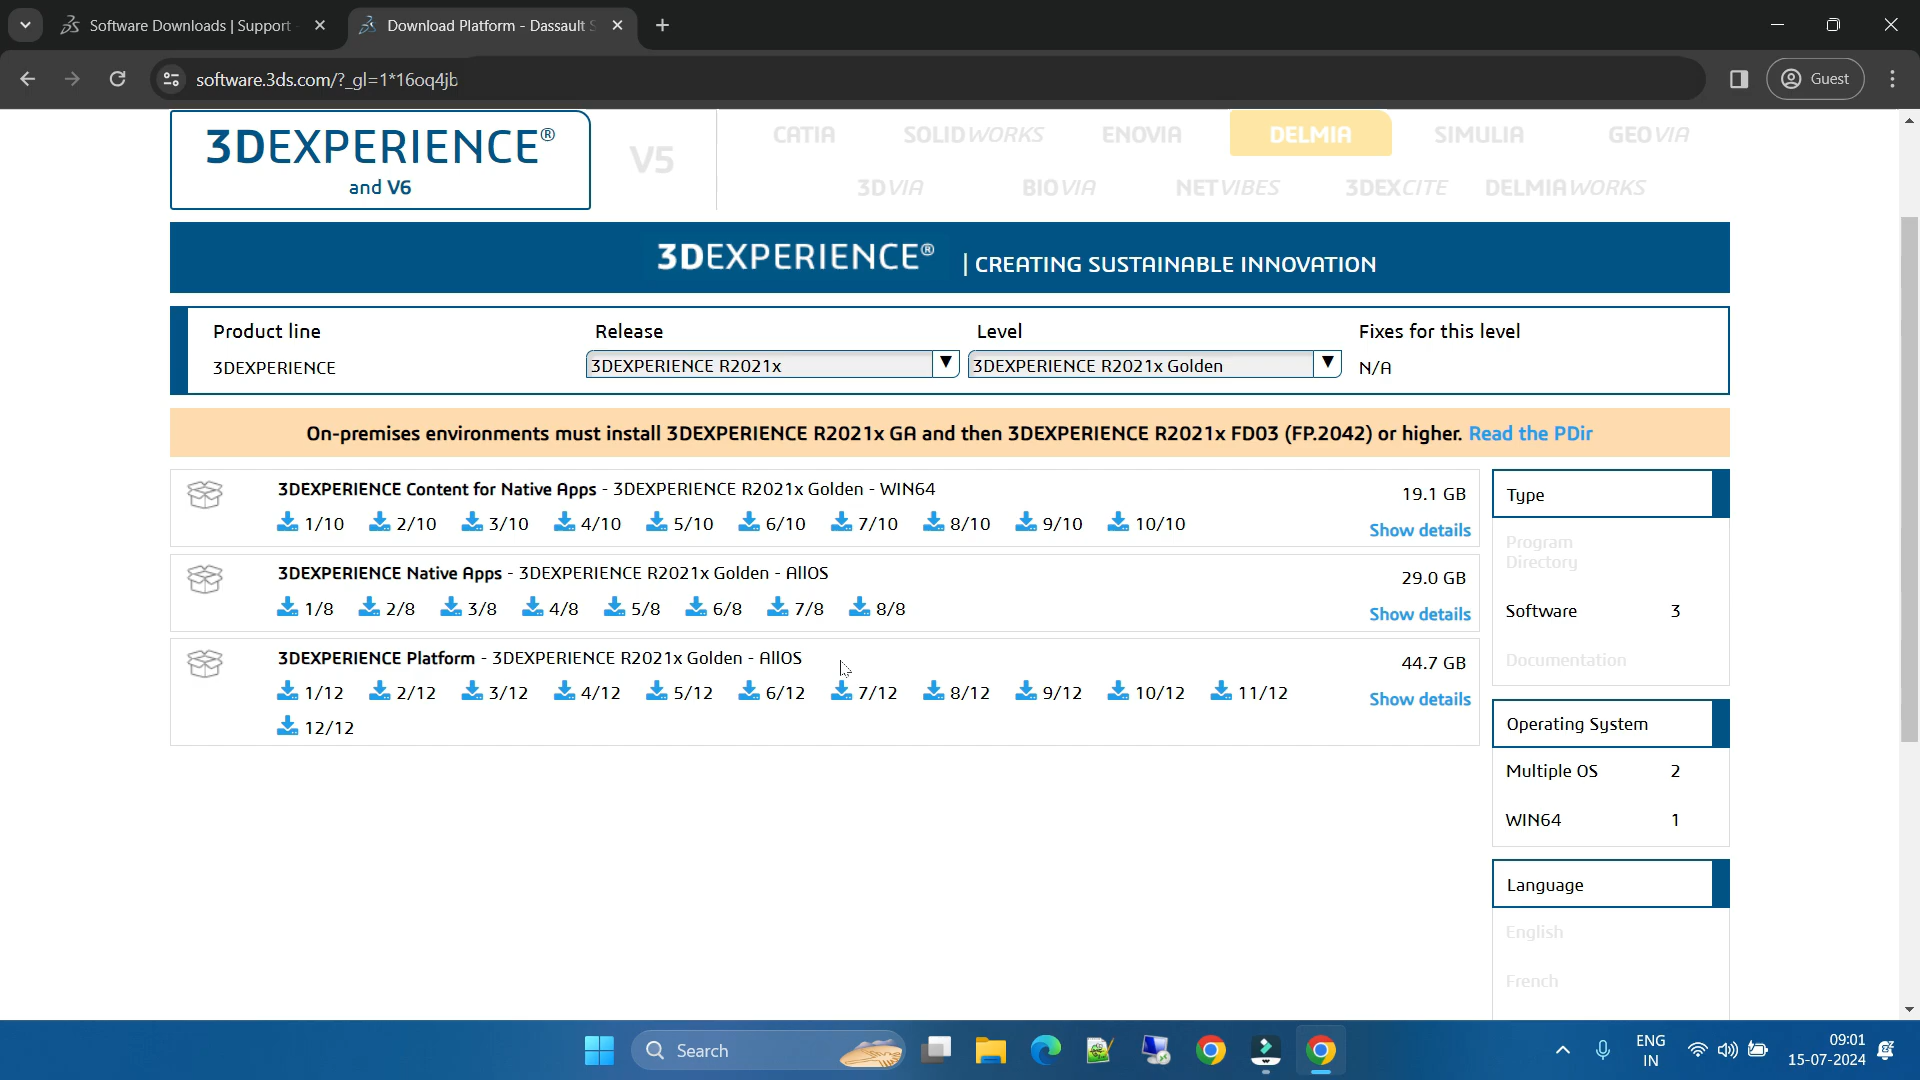 Software Downloads | Support
Download Platform - Dassault S
software.3ds.com/?_gl=1*16oq4jb
Guest
3DEXPERIENCE®
and V6
V5
CATIA
SOLIDWORKS
ENOVIA
DELMIA
SIMULIA
GEOVIA
3DVIA
BIOVIA
NETVIBES
3DEXCITE
DELMIAWORKS
3DEXPERIENCE® | CREATING SUSTAINABLE INNOVATION
Product line
Release
Level
Fixes for this level
3DEXPERIENCE
3DEXPERIENCE R2021x
3DEXPERIENCE R2021x Golden
N/A
On-premises environments must install 3DEXPERIENCE R2021x GA and then 3DEXPERIENCE R2021x FD03 (FP.2042) or higher. Read the PDir
3DEXPERIENCE Content for Native Apps - 3DEXPERIENCE R2021x Golden - WIN64
19.1 GB
1/10 2/10 3/10 4/10 5/10 6/10 7/10 8/10 9/10 10/10
Show details
3DEXPERIENCE Native Apps - 3DEXPERIENCE R2021x Golden - AllOS
29.0 GB
1/8 2/8 3/8 4/8 5/8 6/8 7/8 8/8
Show details
3DEXPERIENCE Platform - 3DEXPERIENCE R2021x Golden - AllOS
44.7 GB
1/12 2/12 3/12 4/12 5/12 6/12 7/12 8/12 9/12 10/12 11/12
Show details
12/12
Type
Program
Directory
Software 3
Documentation
Operating System
Multiple OS 2
WIN64 1
Language
English
French
Search
ENG
IN
09:01
15-07-2024